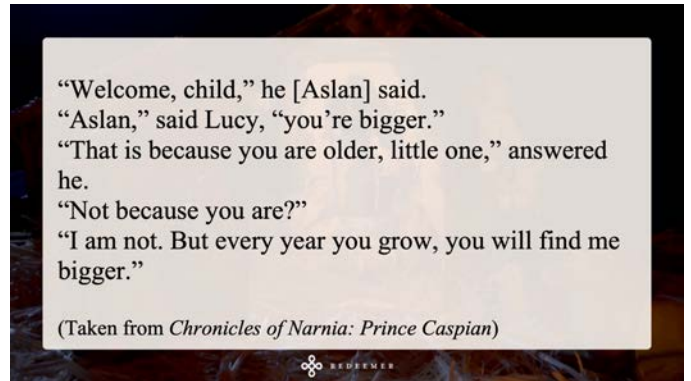 “Welcome, child,” he [Aslan] said.
“Aslan,” said Lucy, “you’re bigger.”
“That is because you are older, little one,” answered
he.
“Not because you are?”
“I am not. But every year you grow, you will find me
bigger.”
(Taken from Chronicles of Narnia: Prince Caspian)
REDEEMER